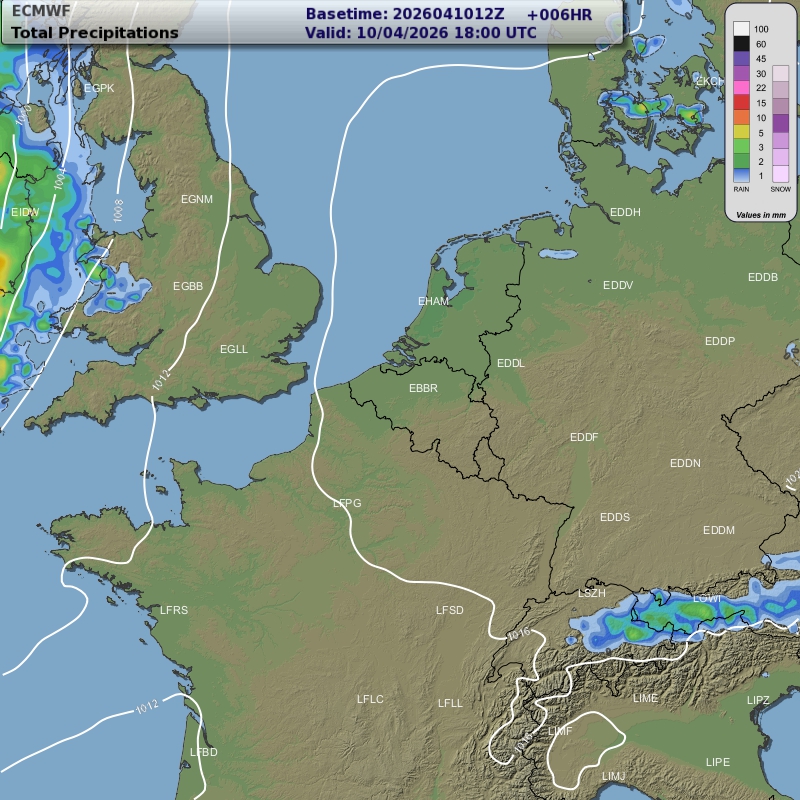 ECMWF
Basetime: 2026041012Z +006HR
Total Precipitations
Valid: 10/04/2026 18:00 UTC
100
60
45
30
22
15
10
5
3
2
1
RAIN SNOW
Values in mm
EKCH
EGPK
1004
1008
EGNM
EIDW
EDDH
EGBB
EDDV
EDDB
EHAM
EGLL
EDDP
EDDL
1012
EBBR
EDDF
EDDN
LFPG
EDDS
EDDM
LSZH
LOWI
LFRS
LFSD
1016
LFLC
LFLL
LIME
LIPZ
1012
LIMF
1016
LFBD
LIPE
LIMJ